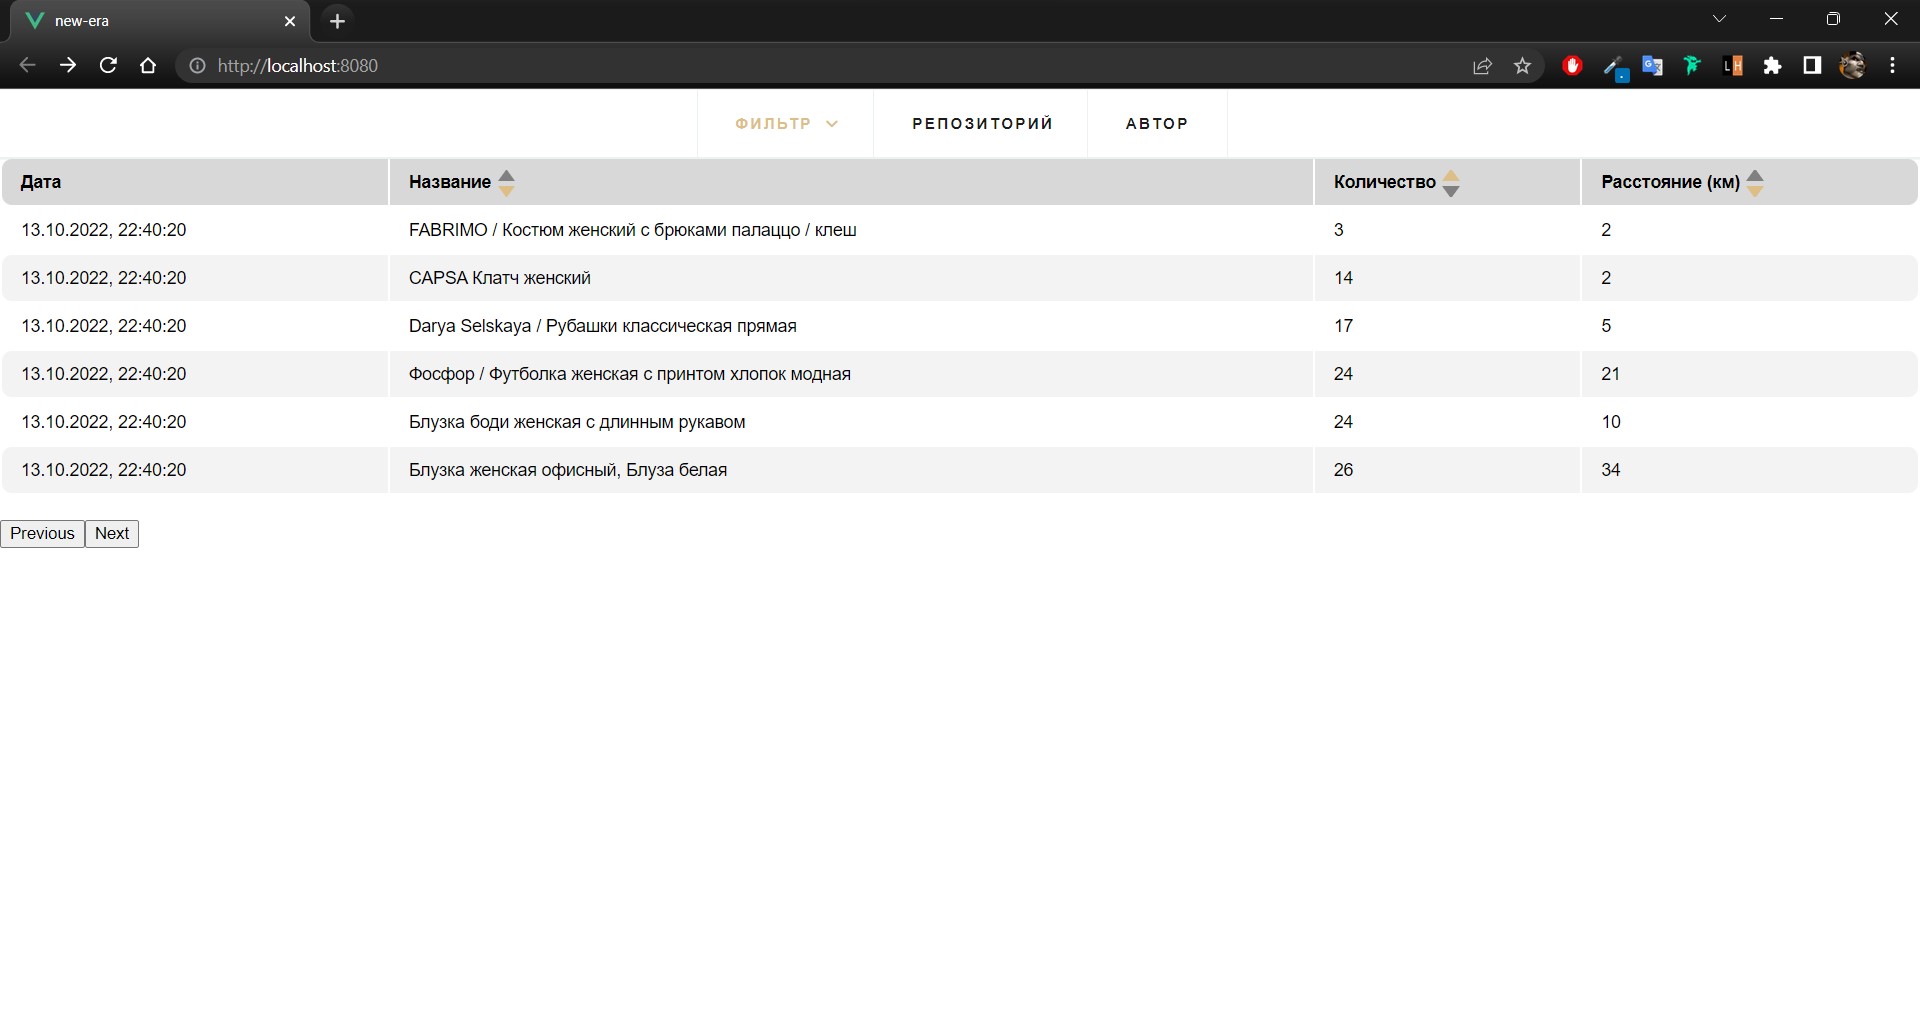 new-era
http://localhost:8080
ФИЛЬТР РЕПОЗИТОРИЙ АВТОР
Дата Название Количество Расстояние (км)
13.10.2022, 22:40:20 FABRIMO / Костюм женский с брюками палаццо / клеш 3 2
13.10.2022, 22:40:20 CAPSA Клатч женский 14 2
13.10.2022, 22:40:20 Darya Selskaya / Рубашки классическая прямая 17 5
13.10.2022, 22:40:20 Фосфор / Футболка женская с принтом хлопок модная 24 21
13.10.2022, 22:40:20 Блузка боди женская с длинным рукавом 24 10
13.10.2022, 22:40:20 Блузка женская офисный, Блуза белая 26 34
Previous Next